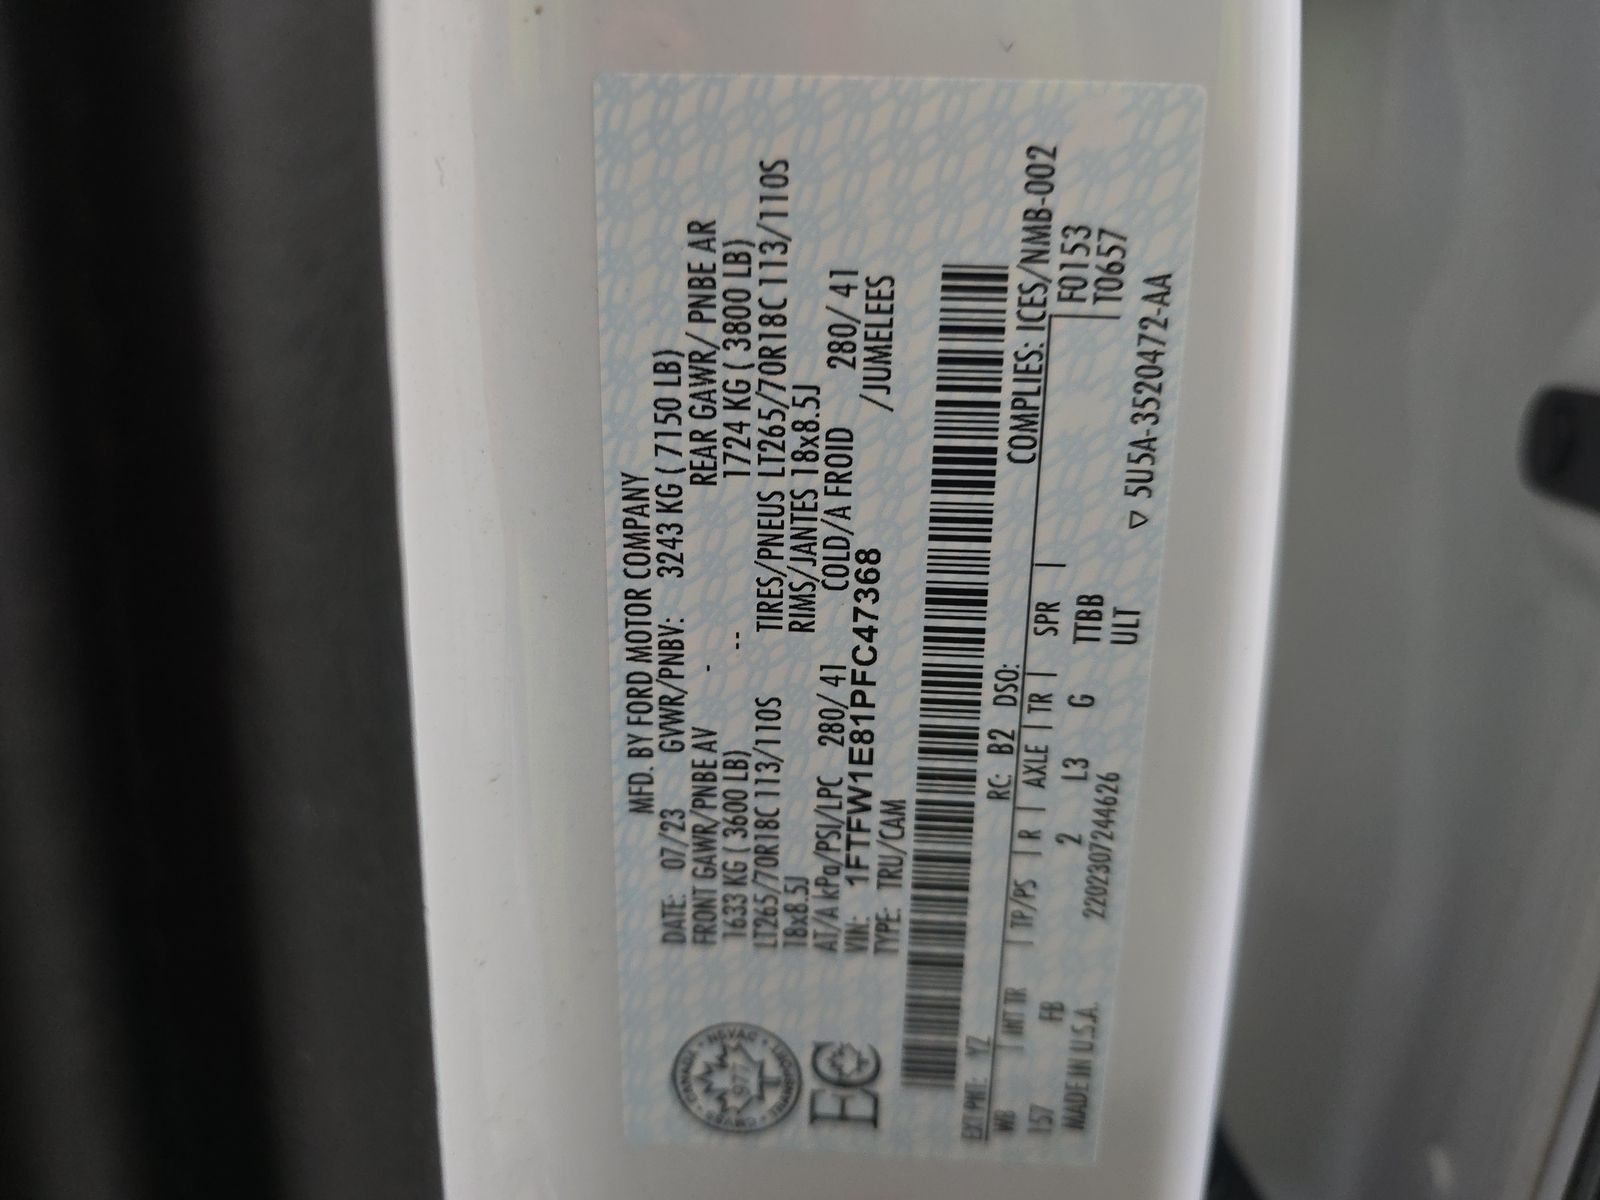 MFD. BY FORD MOTOR COMPANY
DATE: 07/23 GVWR/PNBV: 3243 KG ( 7150 LB)
FRONT GAWR/PNBE AV - REAR GAWR/ PNBE AR
1633 KG ( 3600 LB) -- 1724 KG ( 3800 LB)
LT265/70R18C 113/110S TIRES/PNEUS LT265/70R18C 113/110S
18x8.5J RIMS/JANTES 18x8.5J
AT/A kPa/PSI/LPC 280/ 41 COLD/A FROID 280/ 41
VIN: 1FTFW1E81PFC47368 /JUMELEES
TYPE: TRU/CAM
CANADA
977
EC
EXT PNT: YZ RC: B2 DSO: COMPLIES: ICES/NMB-002
WB | INT TR | TP/PS | R | AXLE | TR | SPR | F0153
157 FB 2 L3 G TTBB T0657
MADE IN U.S.A. 2202307244626 ULT
▽ 5U5A-3520472-AA